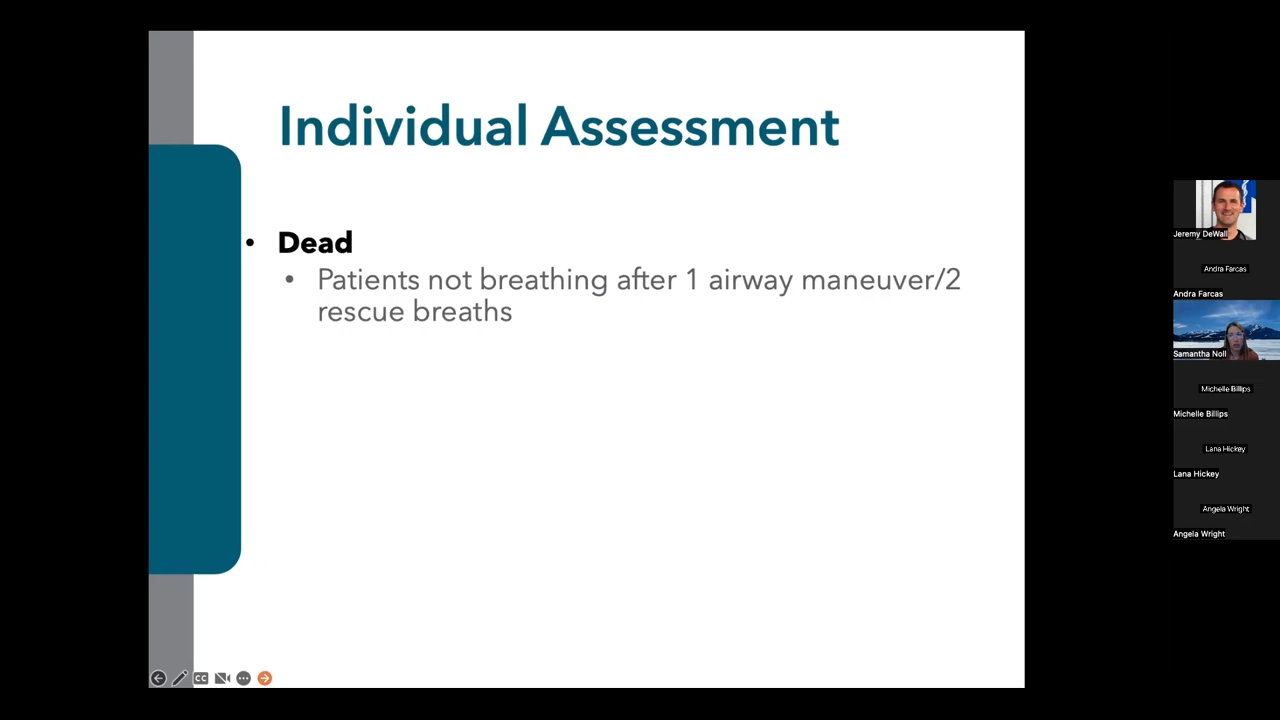 Individual Assessment
• Dead
• Patients not breathing after 1 airway maneuver/2
rescue breaths
CC
Jeremy DeWall
Andra Farcas
Andra Farcas
Samantha Noll
Michelle Billips
Michelle Billips
Lana Hickey
Lana Hickey
Angela Wright
Angela Wright